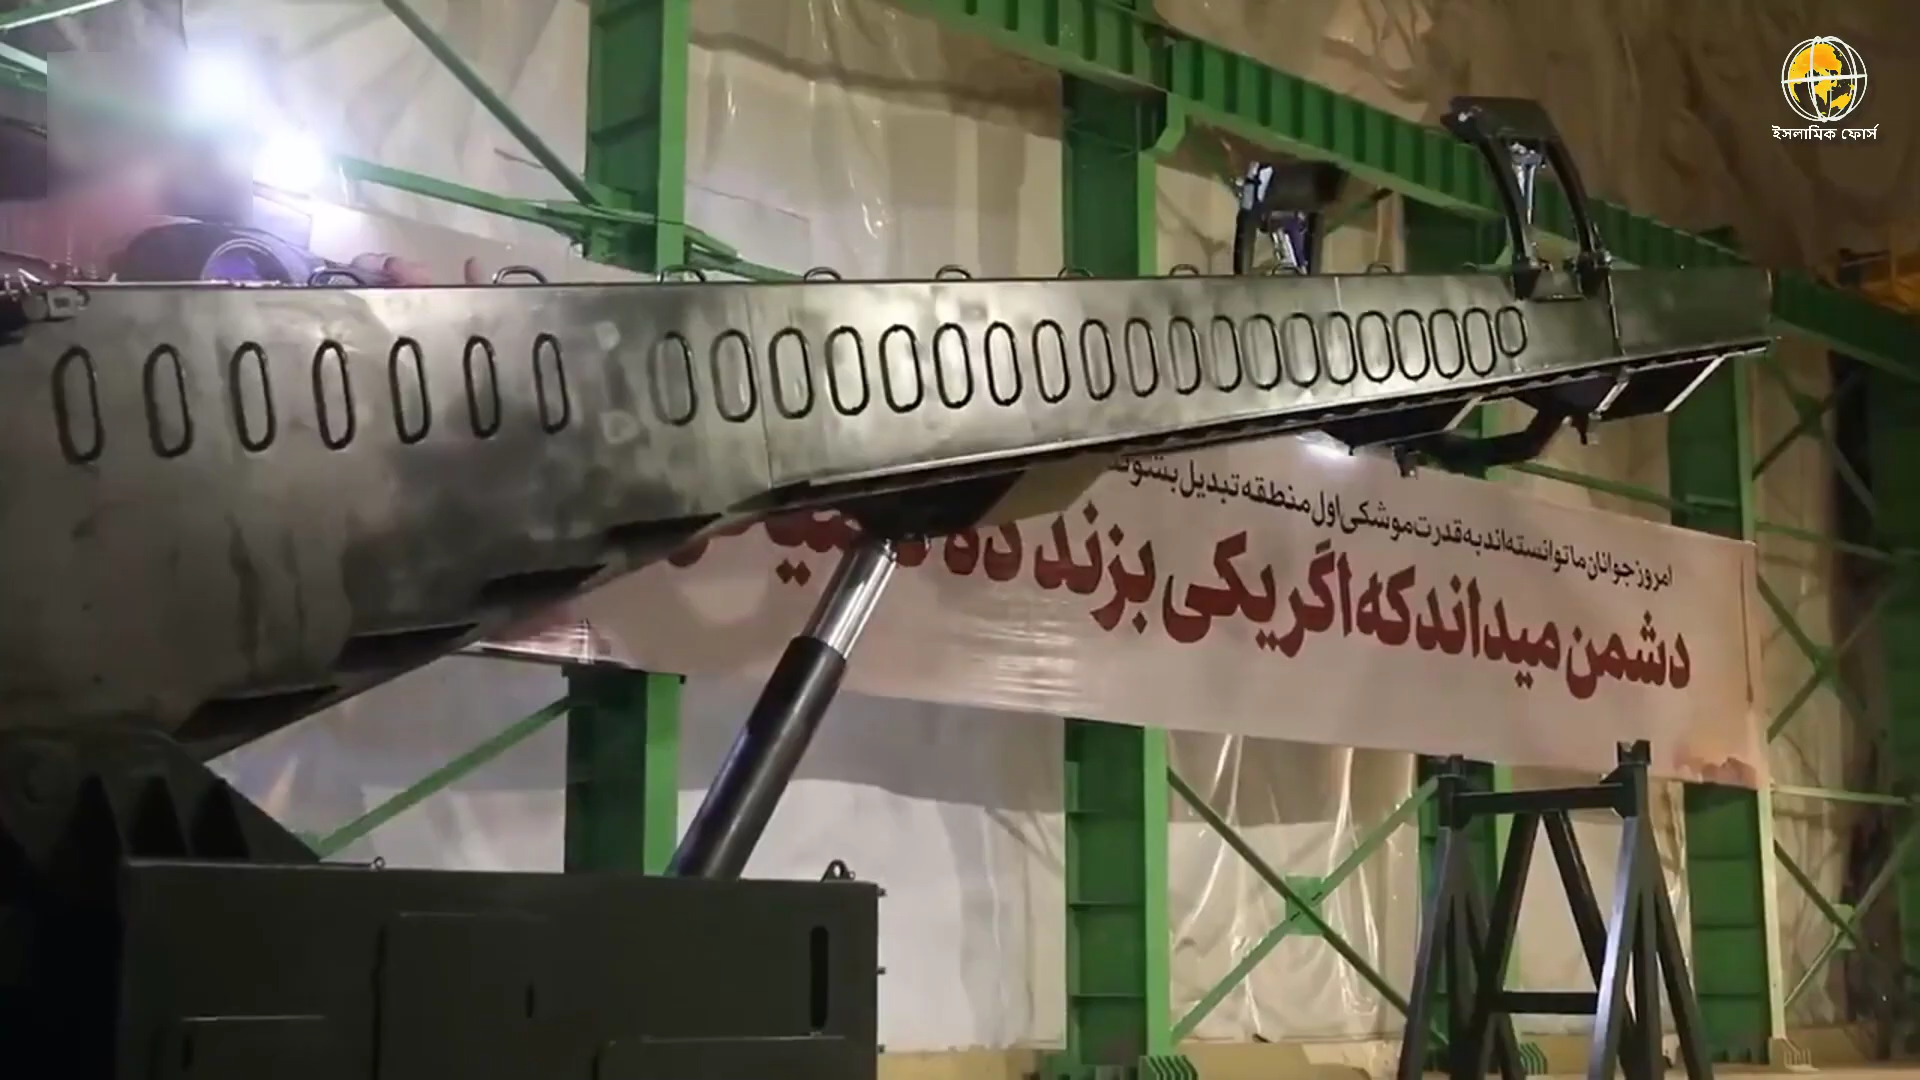 ইসলামিক ফোর্স
امروز جوانان ما توانسته‌اند به قدرت موشکی اول منطقه تبدیل بشوند
دشمن میداند که اگر یکی بزند ده